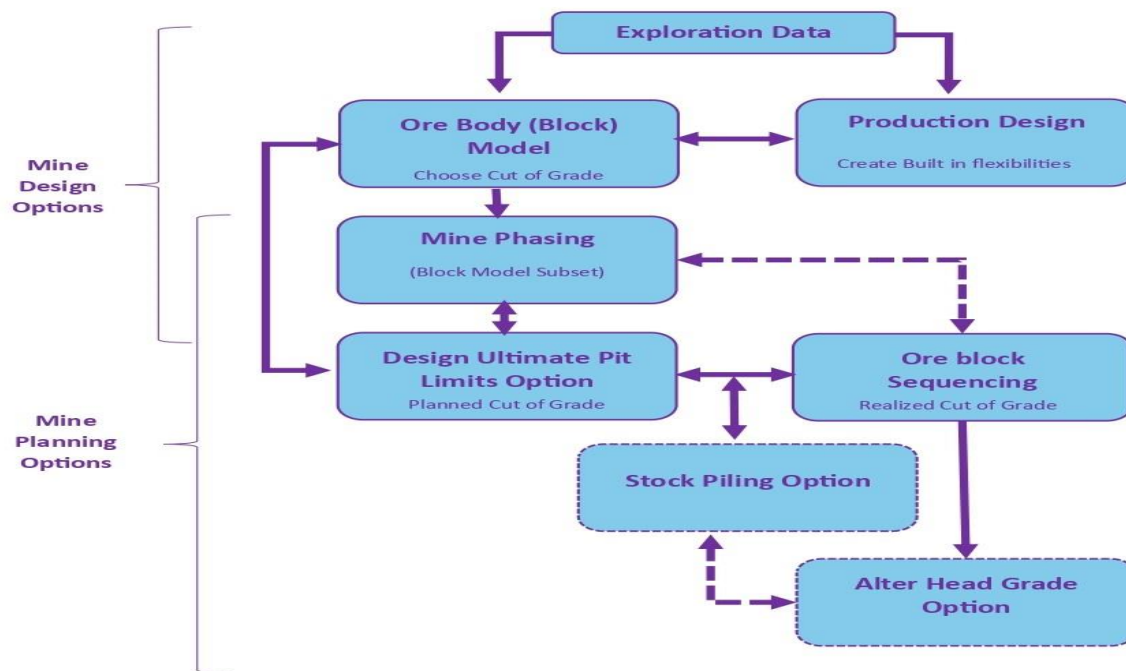 Exploration Data
Ore Body (Block)
Model
Choose Cut of Grade
Production Design
Create Built in flexibilities
Mine
Design
Options
Mine Phasing
(Block Model Subset)
Design Ultimate Pit
Limits Option
Planned Cut of Grade
Ore block
Sequencing
Realized Cut of Grade
Mine
Planning
Options
Stock Piling Option
Alter Head Grade
Option